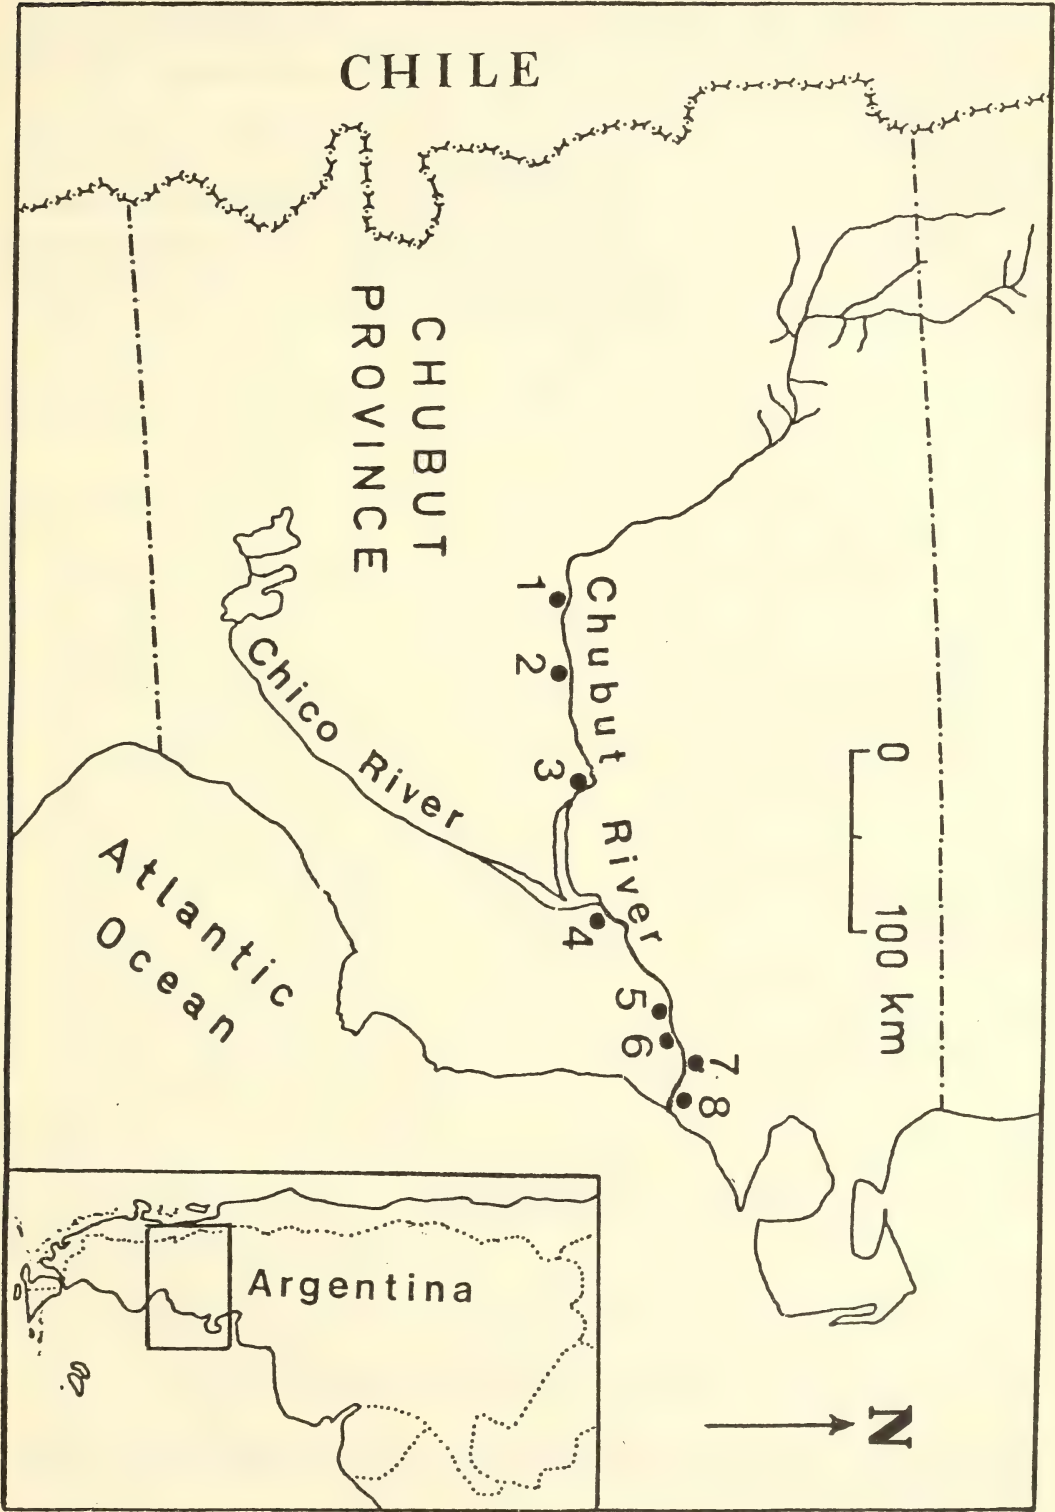 CHILE
CHUBUT
PROVINCE
Chubut River
Chico River
1
2
3
4
5
6
7
8
0
100 km
Atlantic
Ocean
Argentina
N